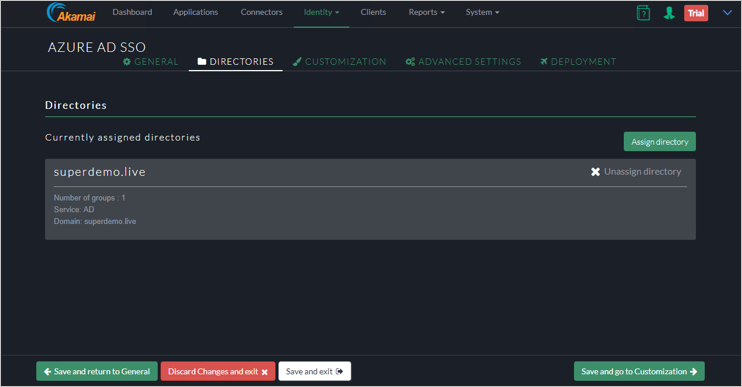 Akamai Dashboard Applications Connectors Identity Clients Reports System ? Trial
AZURE AD SSO
GENERAL DIRECTORIES CUSTOMIZATION ADVANCED SETTINGS DEPLOYMENT
Directories
Currently assigned directories
Assign directory
superdemo.live Unassign directory
Number of groups : 1
Service: AD
Domain: superdemo.live
Save and return to General Discard Changes and exit Save and exit Save and go to Customization